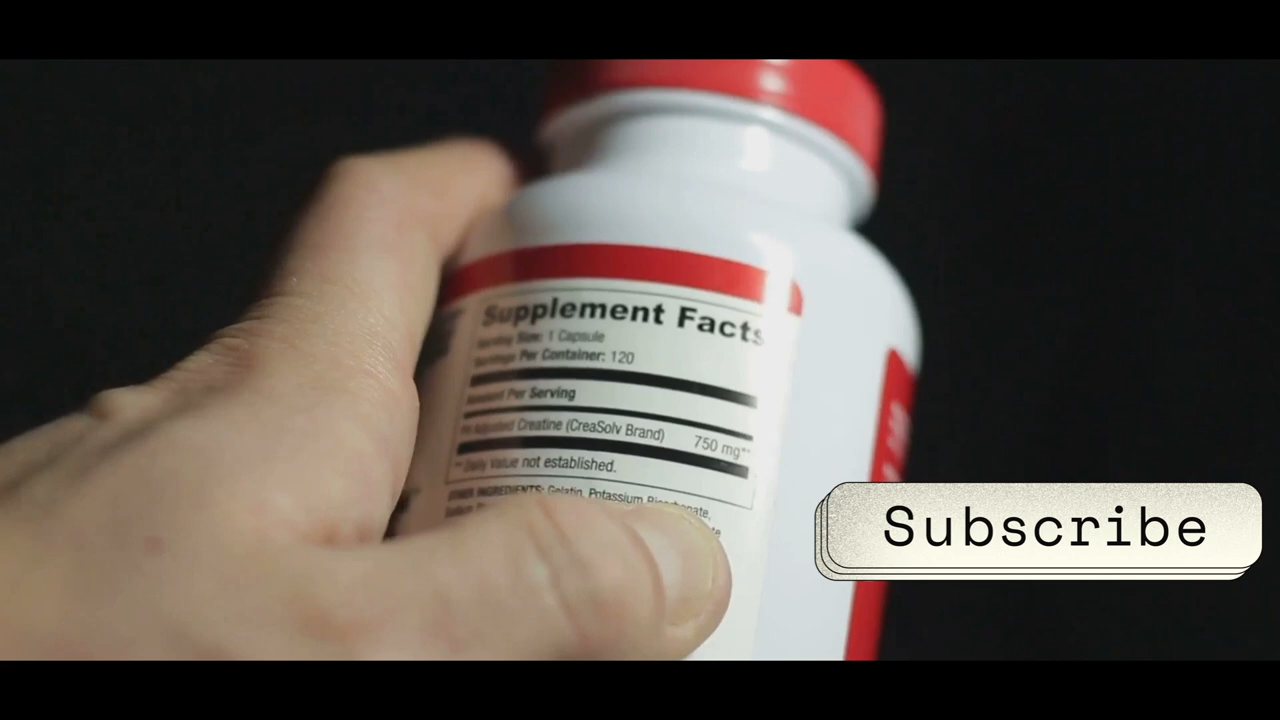 Supplement Facts
Serving Size: 1 Capsule
Servings Per Container: 120
Amount Per Serving
Adjusted Creatine (CreaSolv Brand) 750 mg**
**Daily Value not established.
OTHER INGREDIENTS: Gelatin, Potassium Bicarbonate,
Subscribe